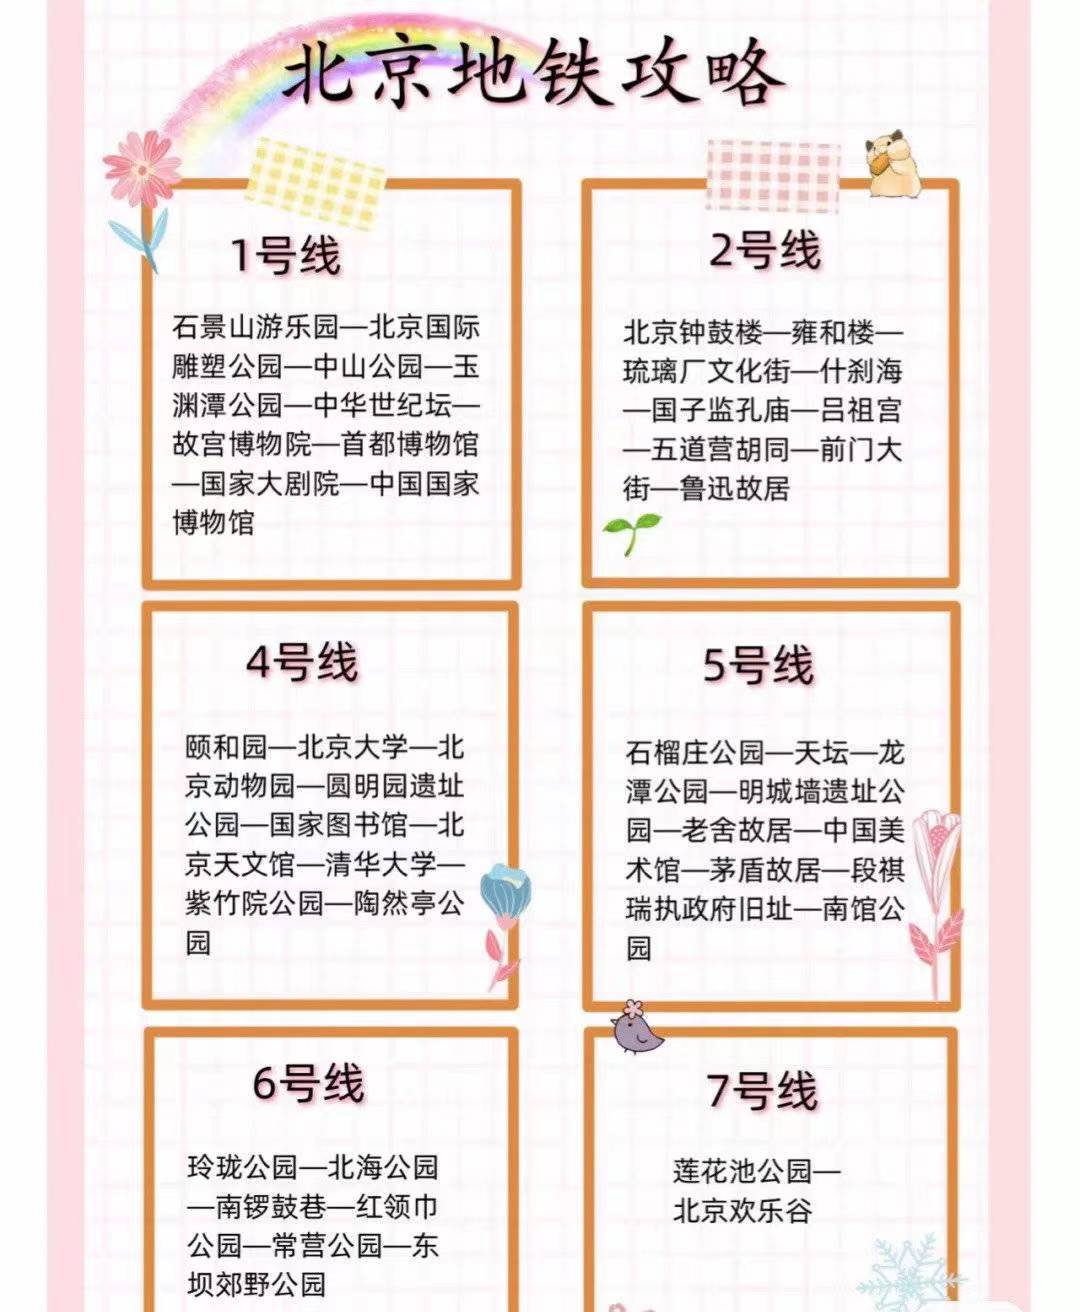 北京地铁攻略
1号线
石景山游乐园—北京国际
雕塑公园—中山公园—玉
渊潭公园—中华世纪坛—
故宫博物院—首都博物馆
—国家大剧院—中国国家
博物馆
2号线
北京钟鼓楼—雍和楼—
琉璃厂文化街—什刹海
—国子监孔庙—吕祖宫
—五道营胡同—前门大
街—鲁迅故居
4号线
颐和园—北京大学—北
京动物园—圆明园遗址
公园—国家图书馆—北
京天文馆—清华大学—
紫竹院公园—陶然亭公
园
5号线
石榴庄公园—天坛—龙
潭公园—明城墙遗址公
园—老舍故居—中国美
术馆—茅盾故居—段祺
瑞执政府旧址—南馆公
园
6号线
玲珑公园—北海公园
—南锣鼓巷—红领巾
公园—常营公园—东
坝郊野公园
7号线
莲花池公园—
北京欢乐谷